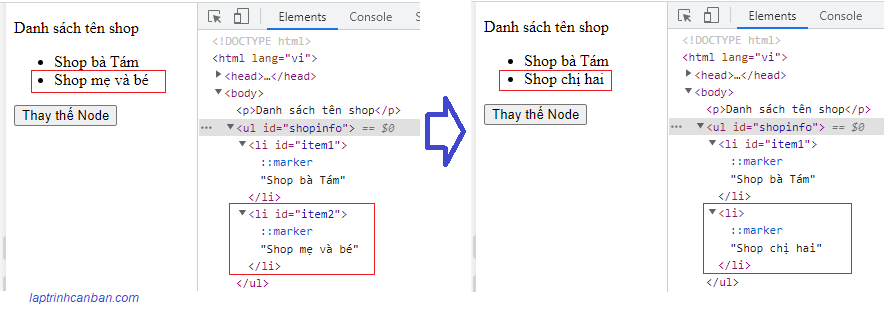 Danh sách tên shop
Shop bà Tám
Shop mẹ và bé
Thay thế Node
Elements Console
<!DOCTYPE html>
<html lang="vi">
<head>…</head>
<body>
<p>Danh sách tên shop</p>
<ul id="shopinfo"> == $0
<li id="item1">
::marker
"Shop bà Tám"
</li>
<li id="item2">
::marker
"Shop mẹ và bé"
</li>
</ul>
laptrinhcanban.com
Danh sách tên shop
Shop bà Tám
Shop chị hai
Thay thế Node
Elements Console
<!DOCTYPE html>
<html lang="vi">
<head>…</head>
<body>
<p>Danh sách tên shop</p>
<ul id="shopinfo"> == $0
<li id="item1">
::marker
"Shop bà Tám"
</li>
<li>
::marker
"Shop chị hai"
</li>
</ul>